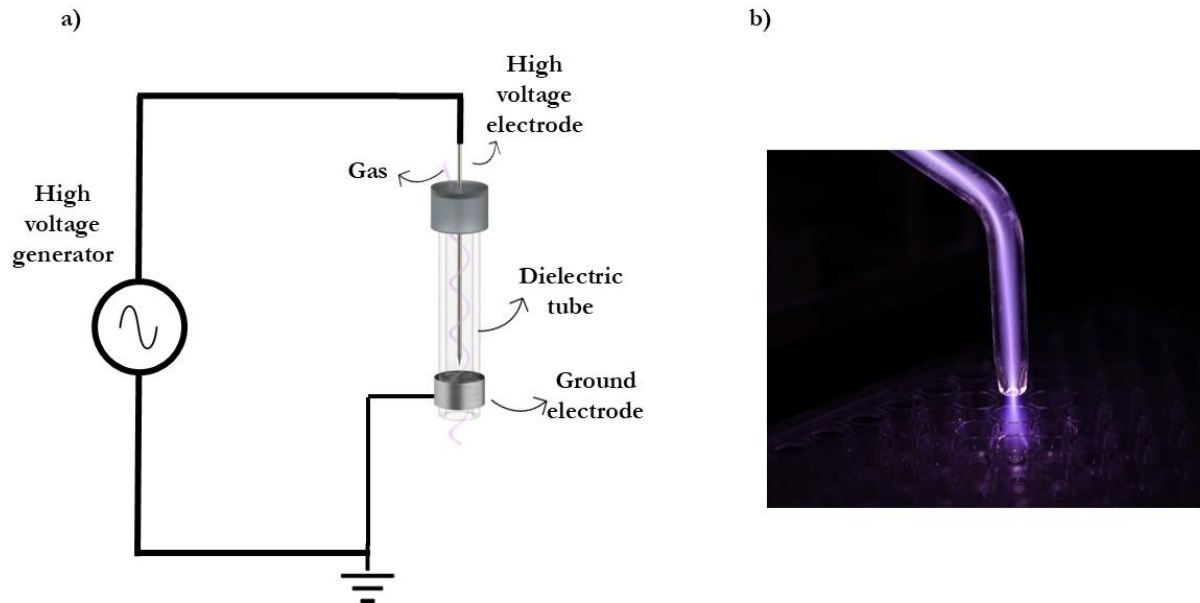 a)
b)
High
voltage
electrode
Gas
High
voltage
generator
Dielectric
tube
Ground
electrode